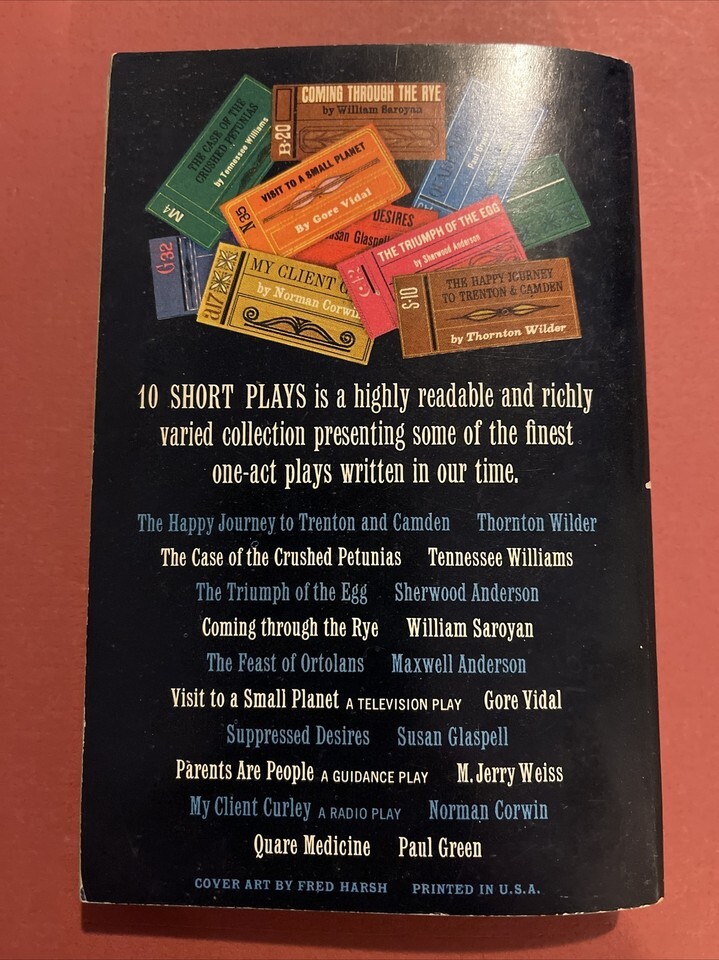 COMING THROUGH THE RYE
by William Saroyan
B-20
THE CASE OF THE
CRUSHED PETUNIAS
by Tennessee Williams
M4
Paul
VISIT TO A SMALL PLANET
By Gore Vidal
N35
DESIRES
THE TRIUMPH OF THE EGG
by Sherwood Anderson
G32
MY CLIENT
by Norman Corwin
a17
THE HAPPY JOURNEY
TO TRENTON & CAMDEN
by Thornton Wilder
S-10
10 SHORT PLAYS is a highly readable and richly
varied collection presenting some of the finest
one-act plays written in our time.
The Happy Journey to Trenton and Camden Thornton Wilder
The Case of the Crushed Petunias Tennessee Williams
The Triumph of the Egg Sherwood Anderson
Coming through the Rye William Saroyan
The Feast of Ortolans Maxwell Anderson
Visit to a Small Planet A TELEVISION PLAY Gore Vidal
Suppressed Desires Susan Glaspell
Parents Are People A GUIDANCE PLAY M. Jerry Weiss
My Client Curley A RADIO PLAY Norman Corwin
Quare Medicine Paul Green
COVER ART BY FRED HARSH PRINTED IN U.S.A.